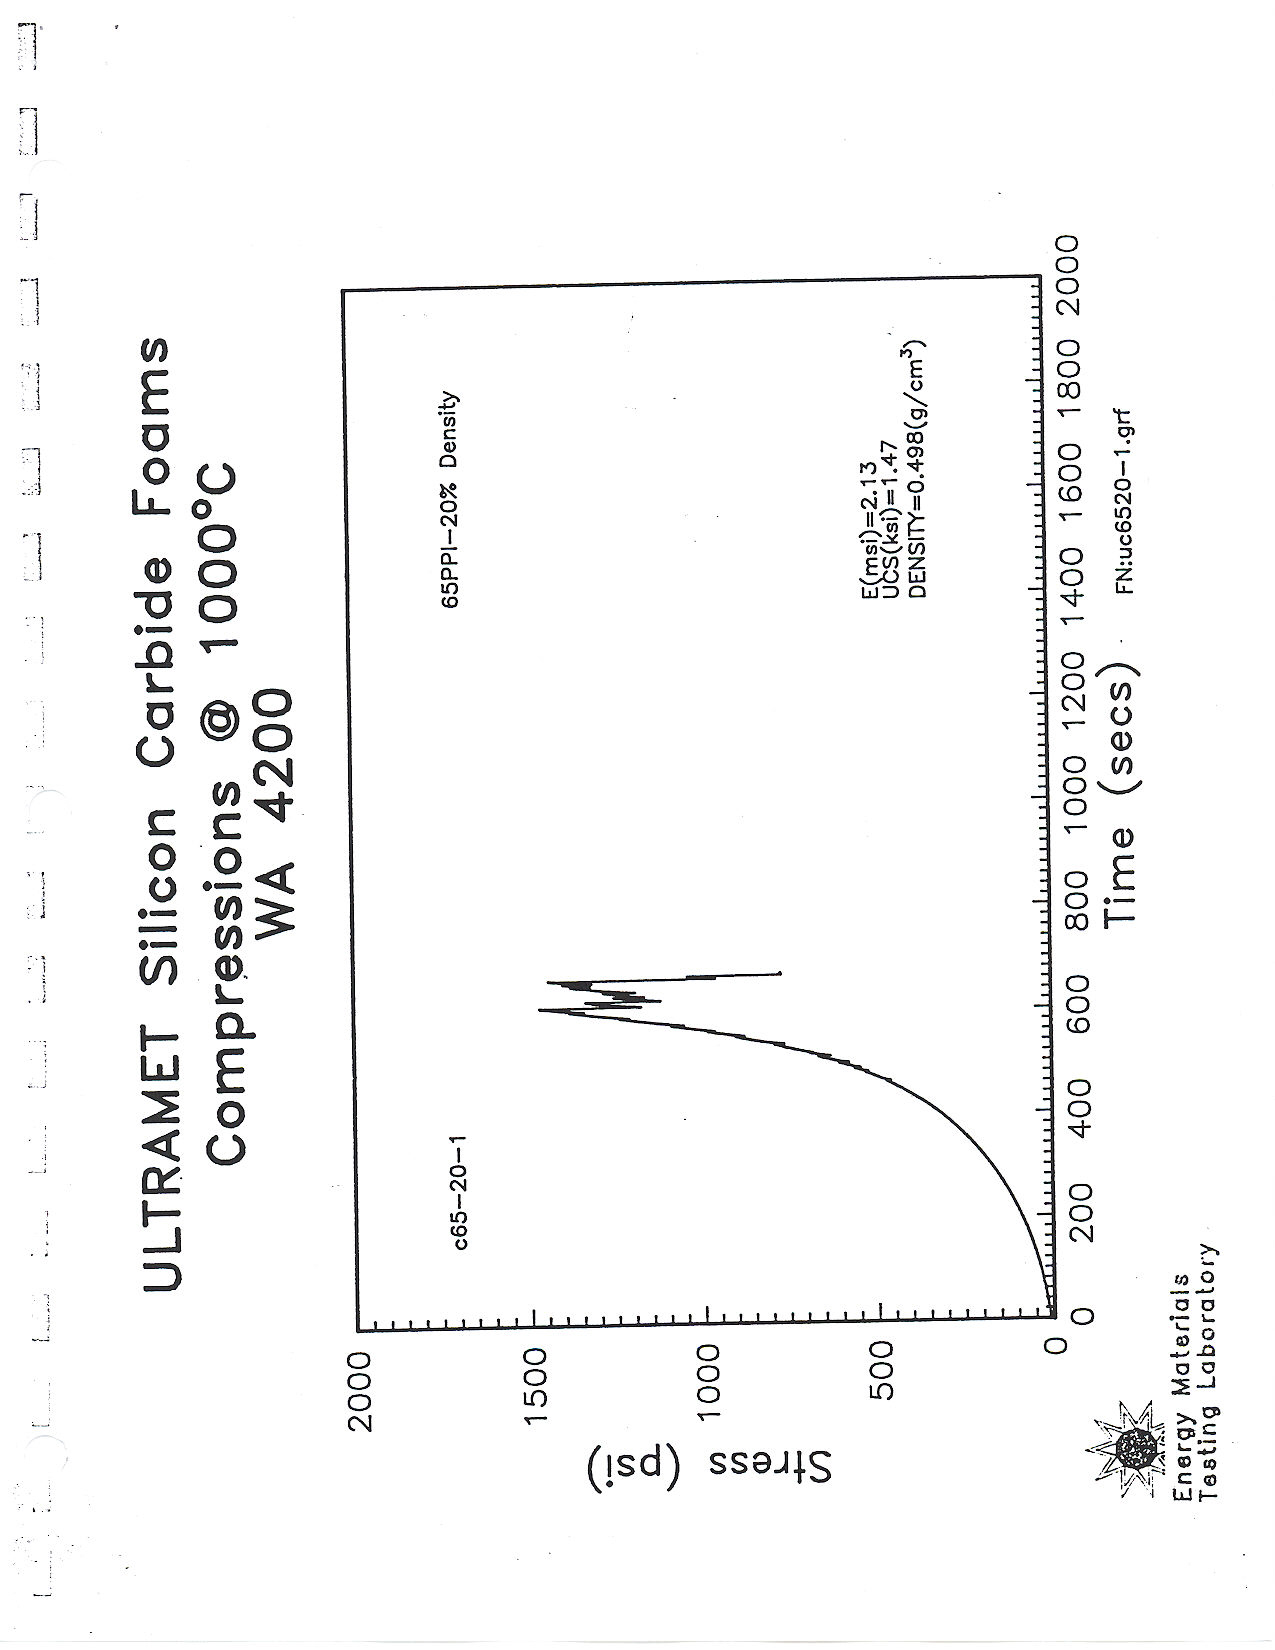 ULTRAMET Silicon Carbide Foams
Compressions @ 1000°C
WA 4200
c65-20-1
65PPI-20% Density
E(msi)=2.13
UCS(ksi)=1.47
DENSITY=0.498(g/cm³)
Stress (psi)
2000
1500
1000
500
0
0 200 400 600 800 1000 1200 1400 1600 1800 2000
Time (secs)
FN:uc6520-1.grf
Energy Materials
Testing Laboratory